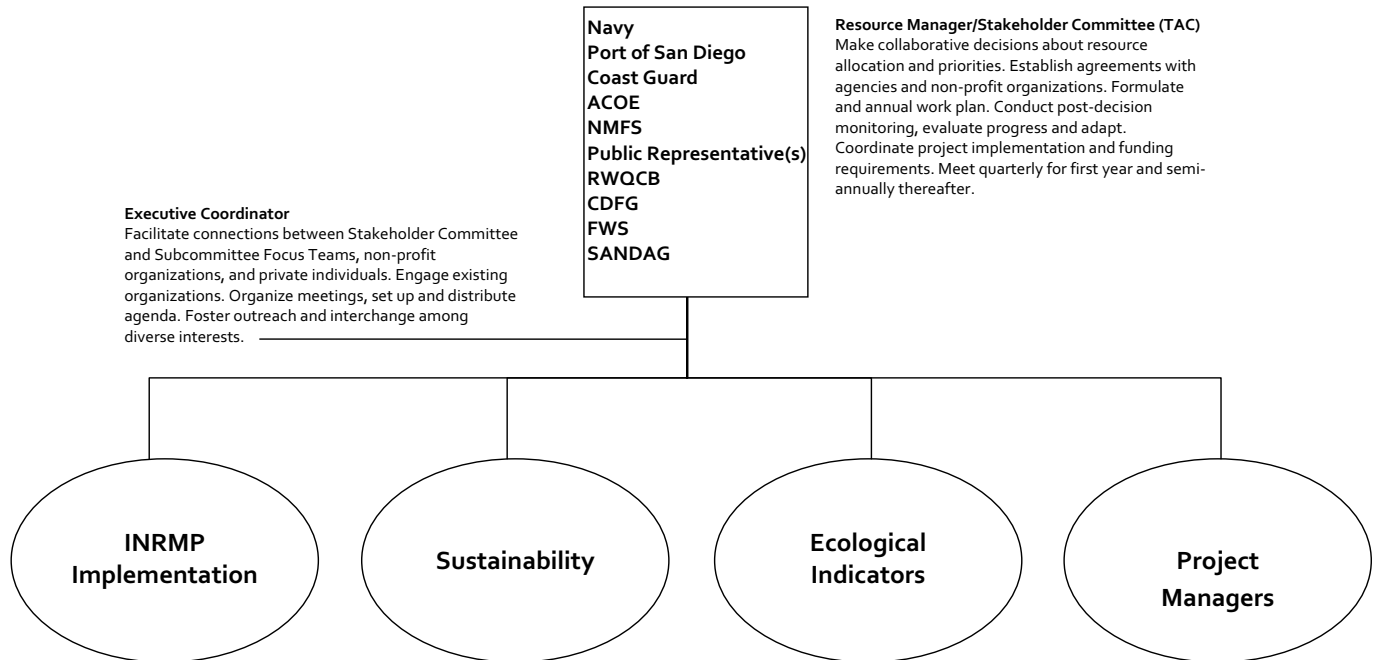 Navy
Port of San Diego
Coast Guard
ACOE
NMFS
Public Representative(s)
RWQCB
CDFG
FWS
SANDAG
Resource Manager/Stakeholder Committee (TAC)
Make collaborative decisions about resource
allocation and priorities. Establish agreements with
agencies and non-profit organizations. Formulate
and annual work plan. Conduct post-decision
monitoring, evaluate progress and adapt.
Coordinate project implementation and funding
requirements. Meet quarterly for first year and semi-
annually thereafter.
Executive Coordinator
Facilitate connections between Stakeholder Committee
and Subcommittee Focus Teams, non-profit
organizations, and private individuals. Engage existing
organizations. Organize meetings, set up and distribute
agenda. Foster outreach and interchange among
diverse interests.
INRMP
Implementation
Sustainability
Ecological
Indicators
Project
Managers